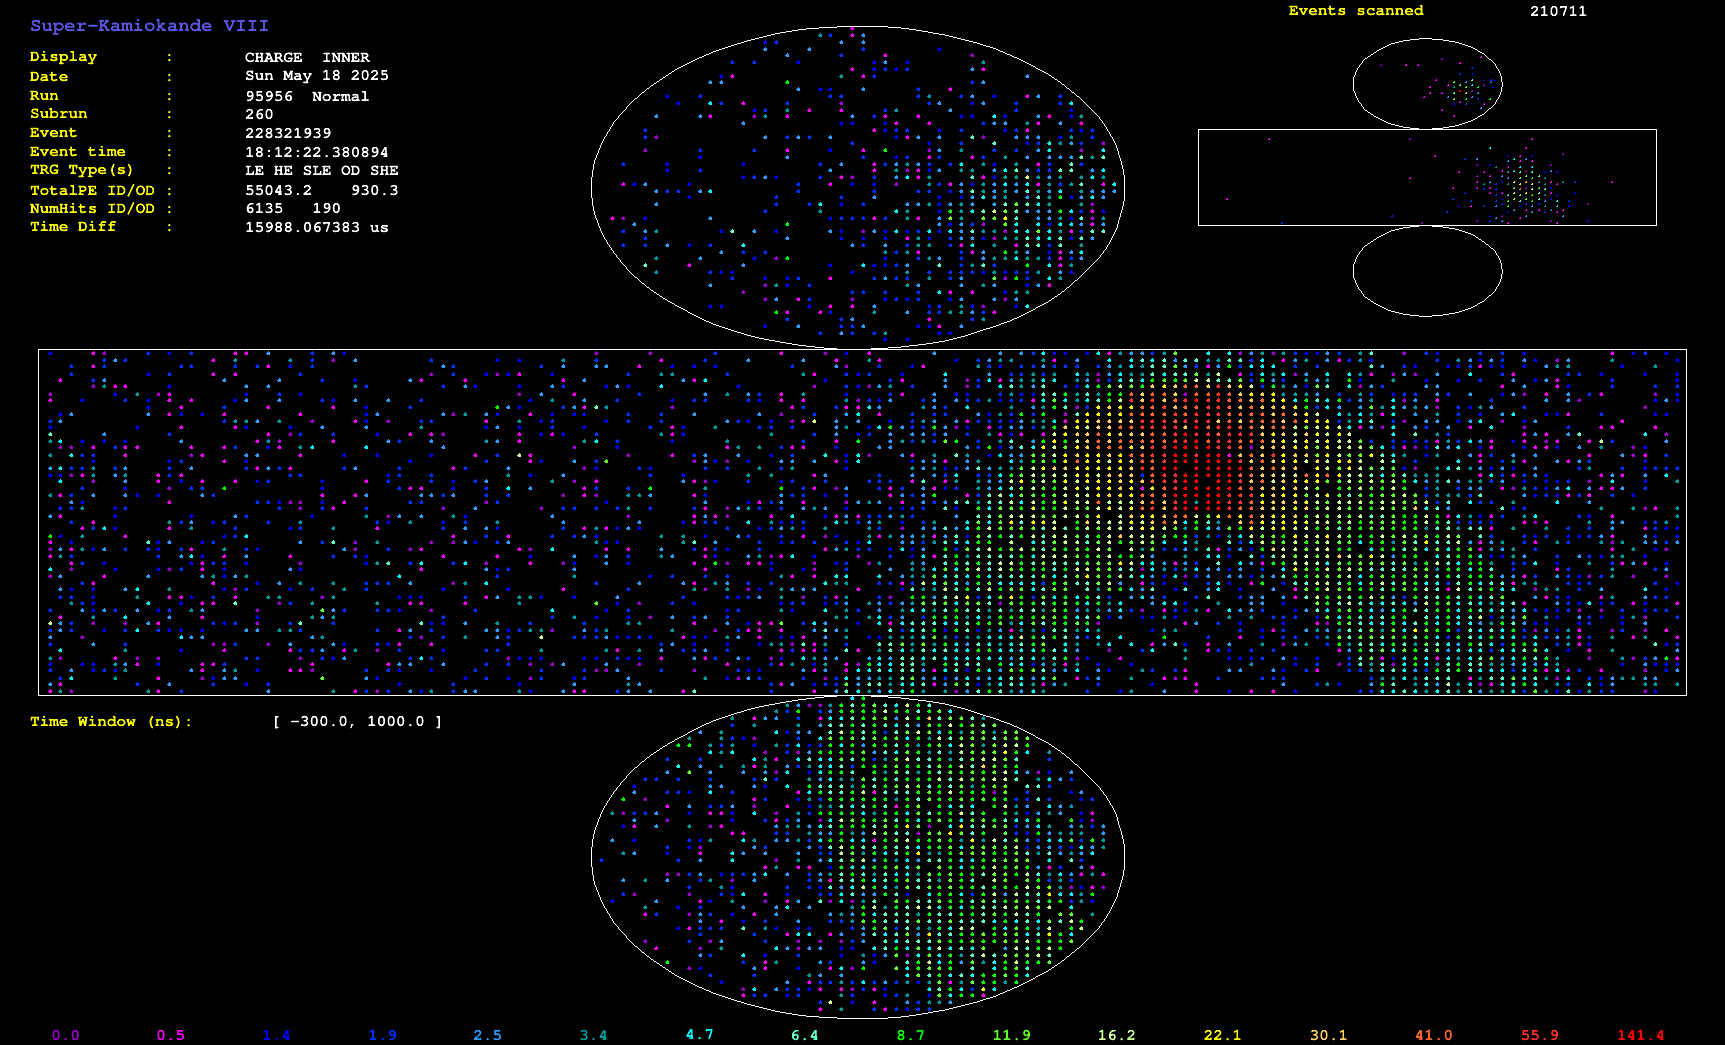 Super-Kamiokande VIII
Display : CHARGE INNER
Date : Sun May 18 2025
Run : 95956 Normal
Subrun : 260
Event : 228321939
Event time : 18:12:22.380894
TRG Type(s) : LE HE SLE OD SHE
TotalPE ID/OD : 55043.2 930.3
NumHits ID/OD : 6135 190
Time Diff : 15988.067383 us
Events scanned 210711
Time Window (ns): [ -300.0, 1000.0 ]
0.0 0.5 1.4 1.9 2.5 3.4 4.7 6.4 8.7 11.9 16.2 22.1 30.1 41.0 55.9 141.4